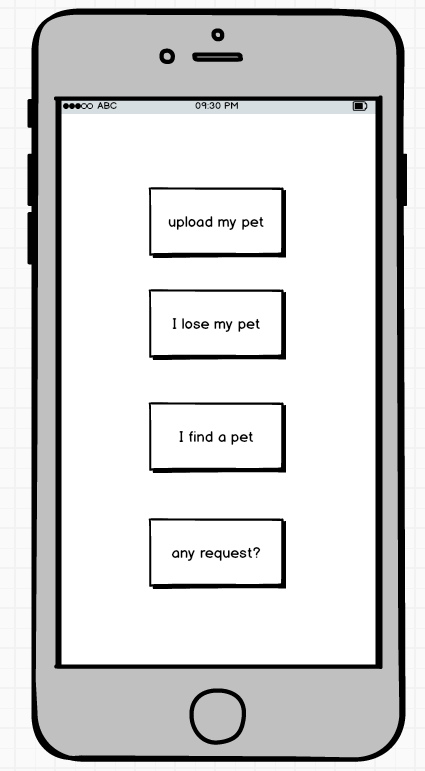 ABC 09:30 PM
upload my pet
I lose my pet
I find a pet
any request?